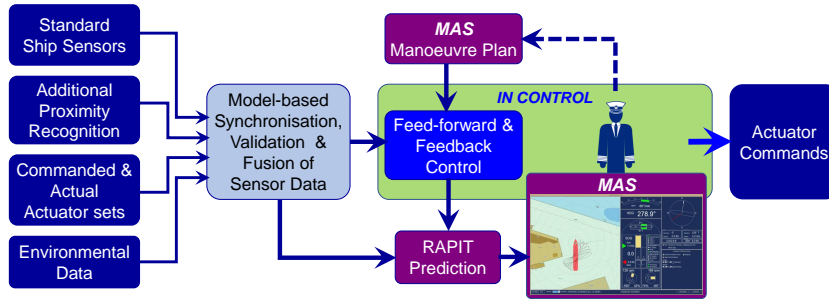 Standard
Ship Sensors
Additional
Proximity
Recognition
Commanded &
Actual
Actuator sets
Environmental
Data
Model-based
Synchronisation,
Validation &
Fusion of
Sensor Data
MAS
Manoeuvre Plan
IN CONTROL
Feed-forward &
Feedback
Control
RAPIT
Prediction
MAS
278.9°
Actuator
Commands